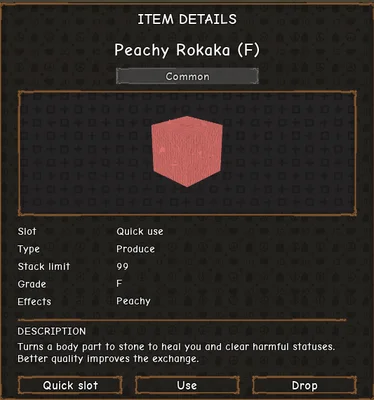 ITEM DETAILS
Peachy Rokaka (F)
Common
Slot Quick use
Type Produce
Stack limit 99
Grade F
Effects Peachy
DESCRIPTION
Turns a body part to stone to heal you and clear harmful statuses.
Better quality improves the exchange.
Quick slot Use Drop